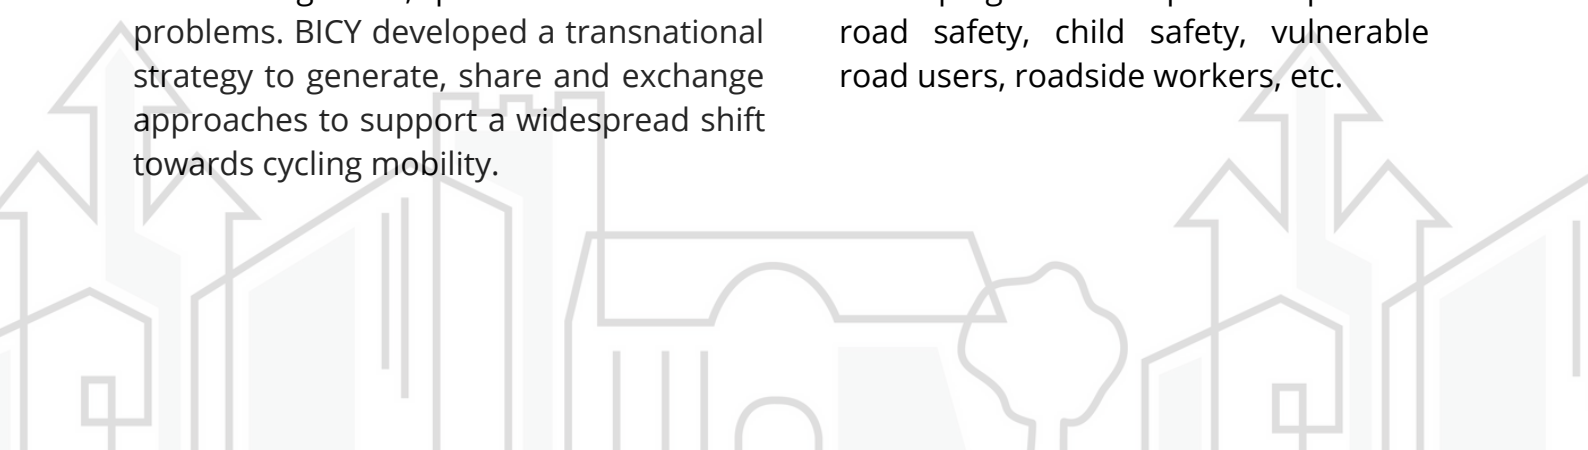 problems. BICY developed a transnational
strategy to generate, share and exchange
approaches to support a widespread shift
towards cycling mobility.
road safety, child safety, vulnerable
road users, roadside workers, etc.